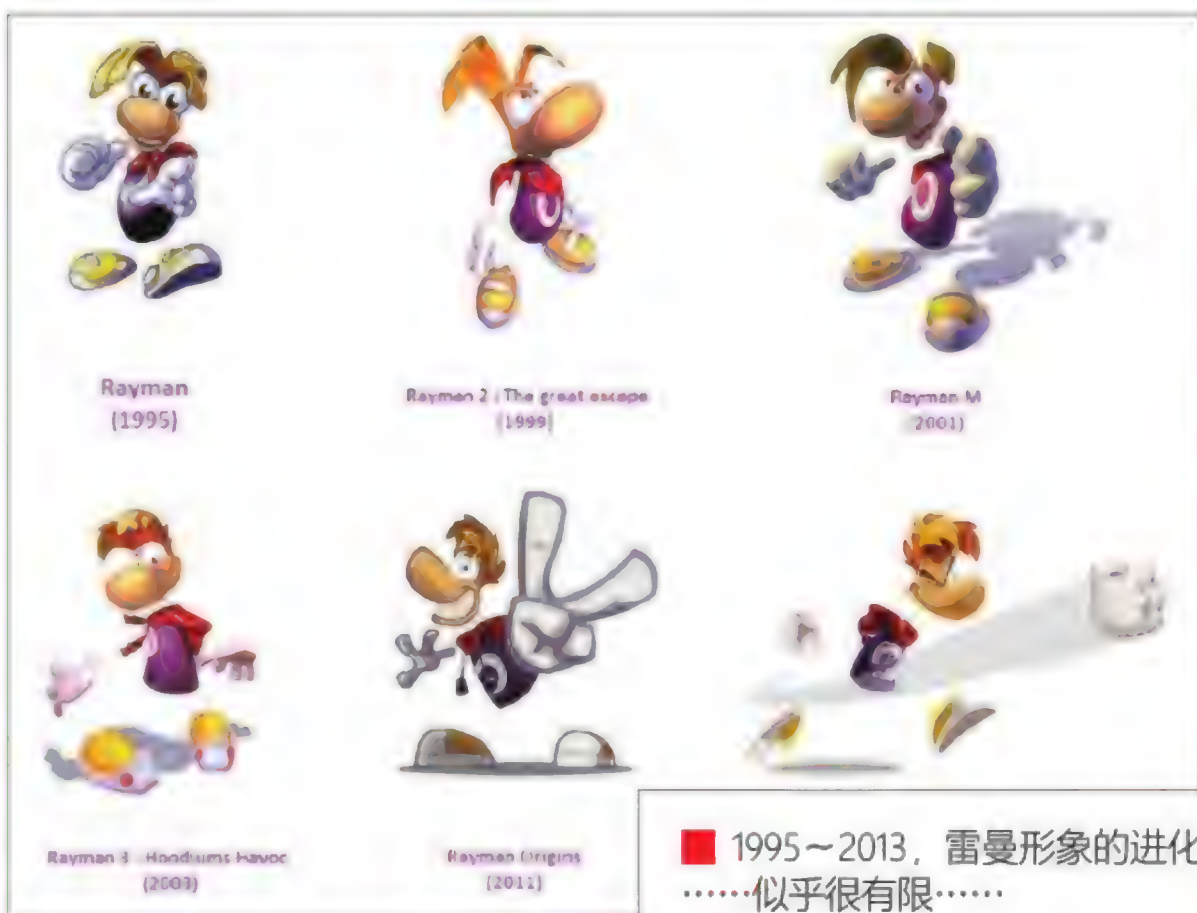 Rayman
(1995)
Rayman 2 : The great escape
(1999)
Rayman M
(2001)
Rayman 3 : Hoodlums Havoc
(2003)
Rayman Origins
(2011)
■ 1995～2013，雷曼形象的进化
……似乎很有限……